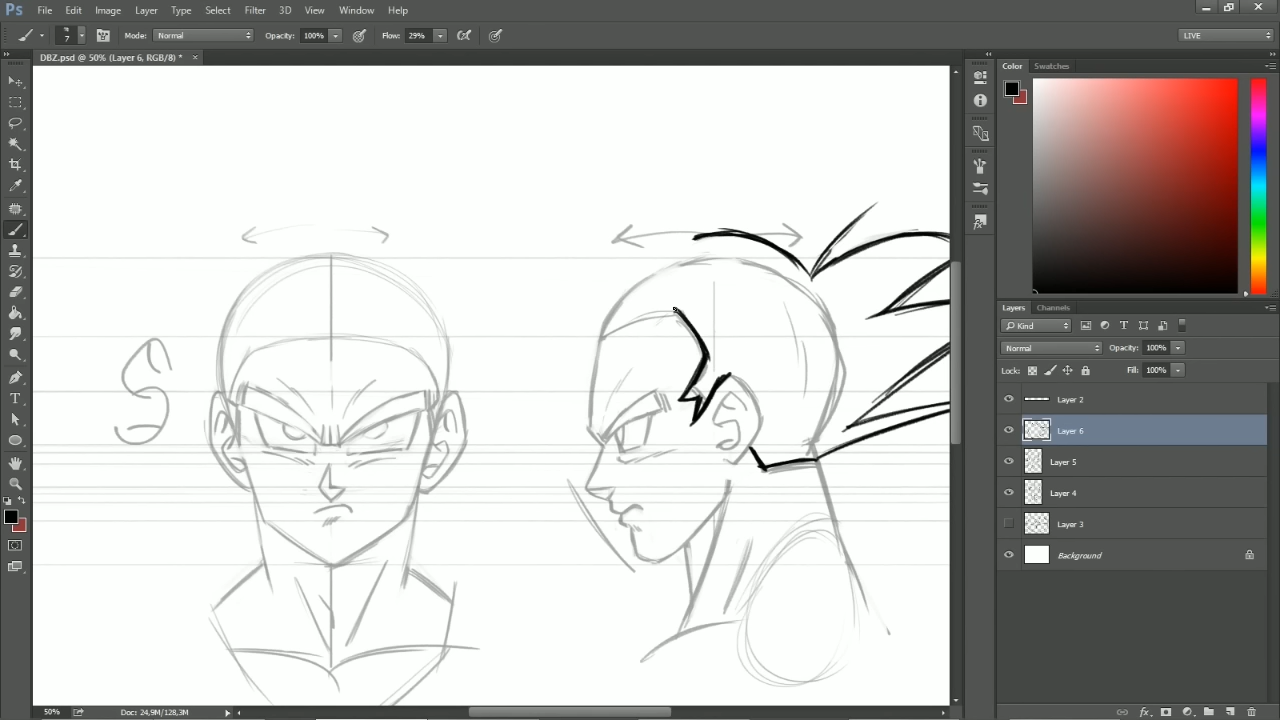 Ps File Edit Image Layer Type Select Filter 3D View Window Help
7 Mode: Normal Opacity: 100% Flow: 29% LIVE
DBZ.psd @ 50% (Layer 6, RGB/8) * ×
Color Swatches
Layers Channels
Kind
Normal Opacity: 100%
Lock: Fill: 100%
Layer 2
Layer 6
Layer 5
Layer 4
Layer 3
Background
S
50% Doc: 24,9M/128,3M